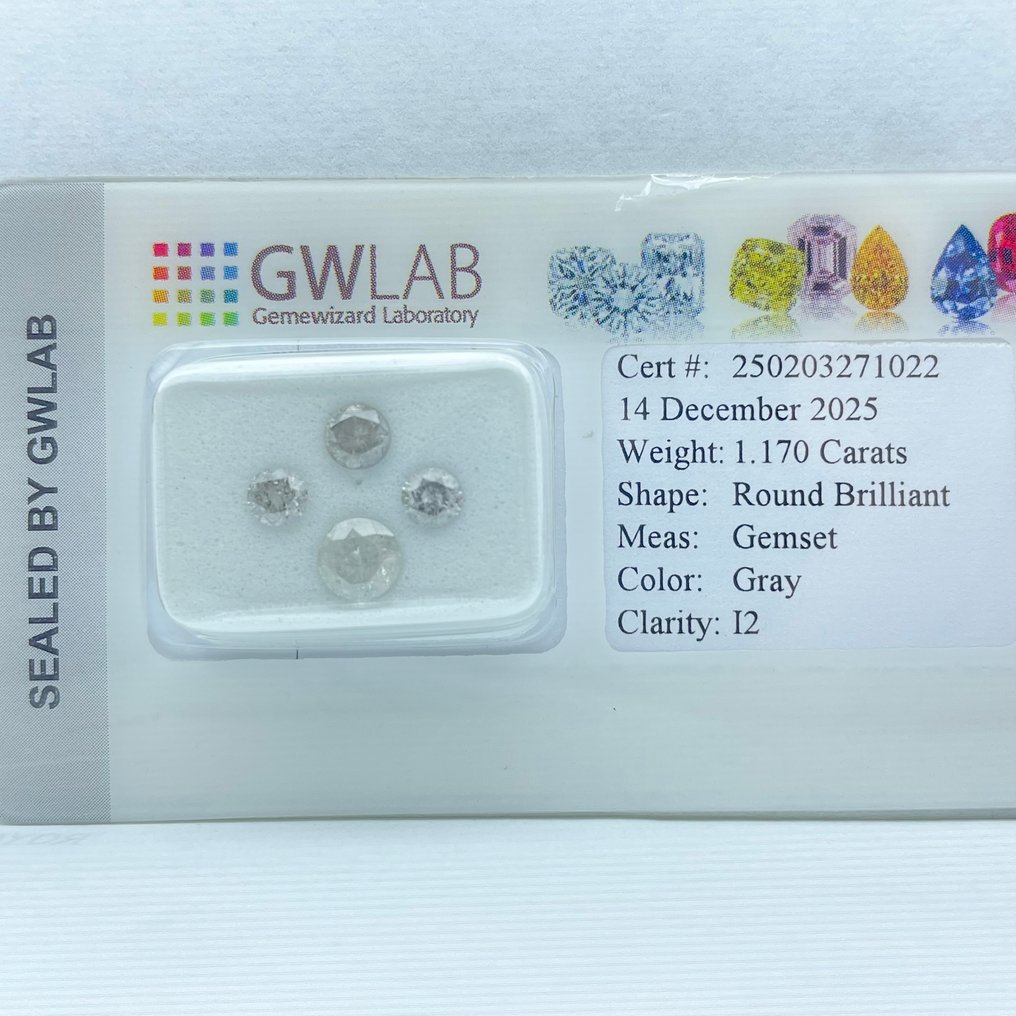 SEALED BY GWLAB
GWLAB
Gemewizard Laboratory
Cert #: 250203271022
14 December 2025
Weight: 1.170 Carats
Shape: Round Brilliant
Meas: Gemset
Color: Gray
Clarity: I2